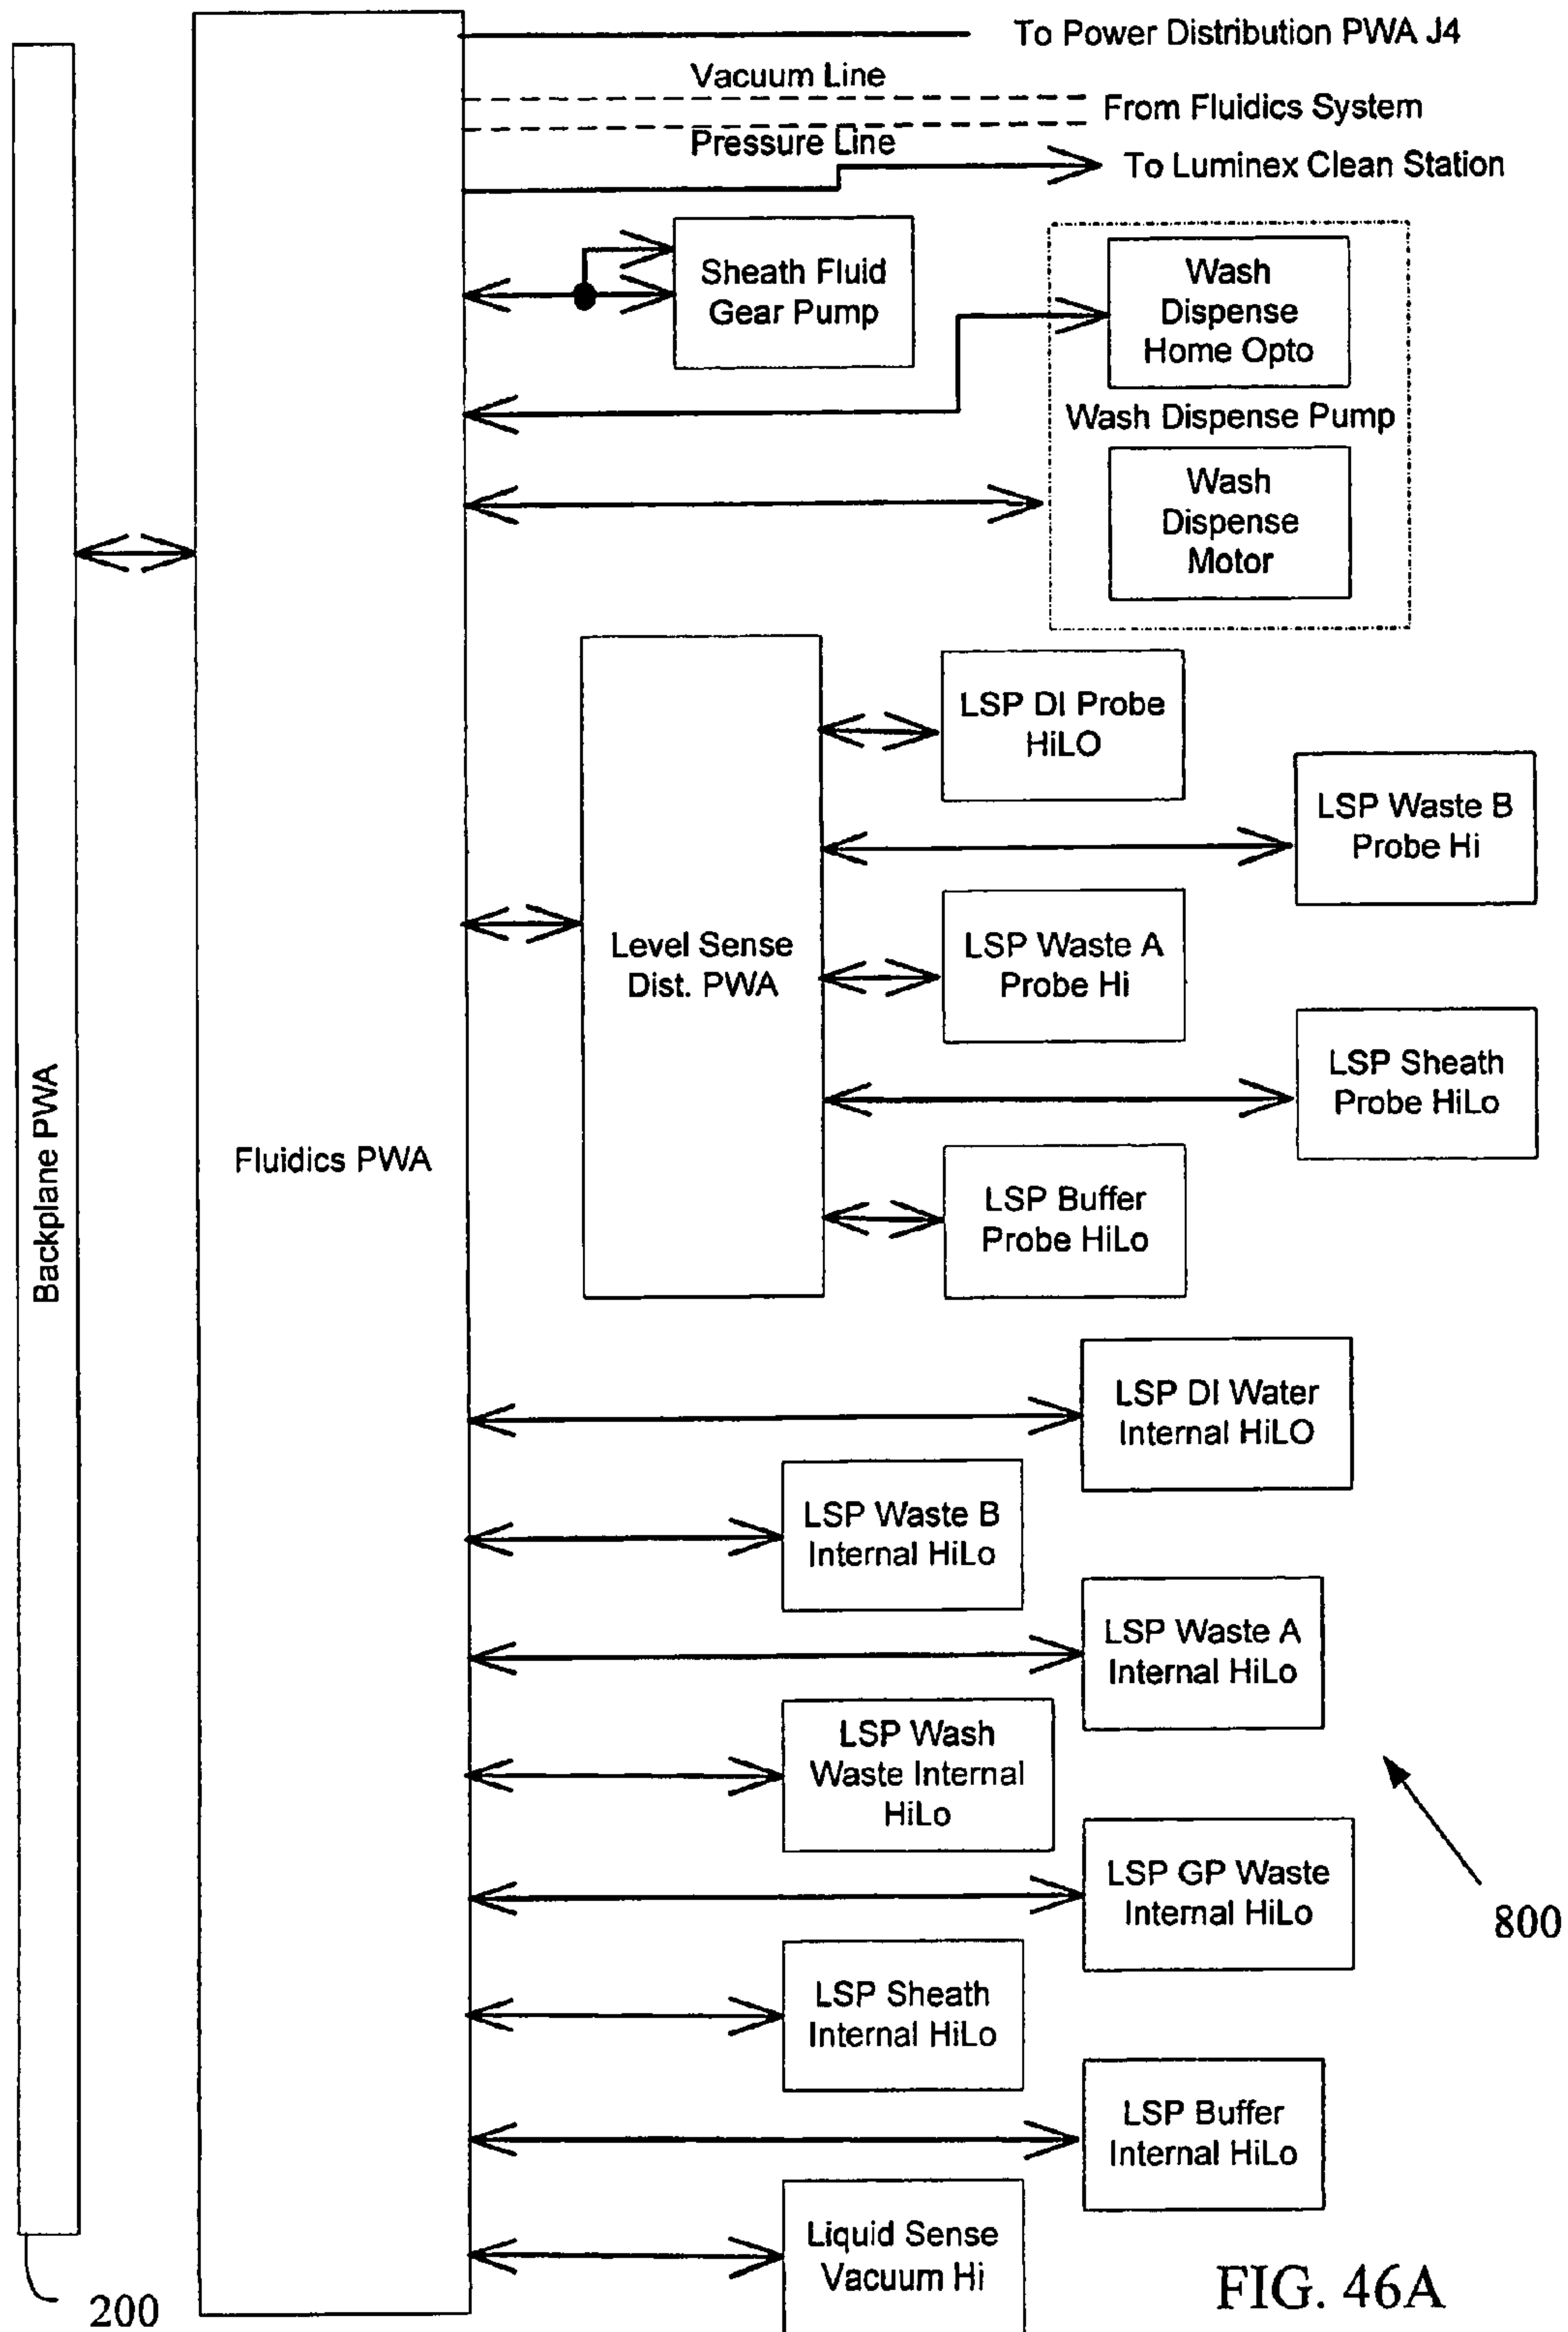 To Power Distribution PWA J4
Vacuum Line
From Fluidics System
Pressure Line
To Luminex Clean Station
Sheath Fluid
Gear Pump
Wash
Dispense
Home Opto
Wash Dispense Pump
Wash
Dispense
Motor
LSP DI Probe
HiLO
LSP Waste B
Probe Hi
Level Sense
Dist. PWA
LSP Waste A
Probe Hi
LSP Sheath
Probe HiLo
Backplane PWA
Fluidics PWA
LSP Buffer
Probe HiLo
LSP DI Water
Internal HiLO
LSP Waste B
Internal HiLo
LSP Waste A
Internal HiLo
LSP Wash
Waste Internal
HiLo
LSP GP Waste
Internal HiLo
800
LSP Sheath
Internal HiLo
LSP Buffer
Internal HiLo
Liquid Sense
Vacuum Hi
200
FIG. 46A